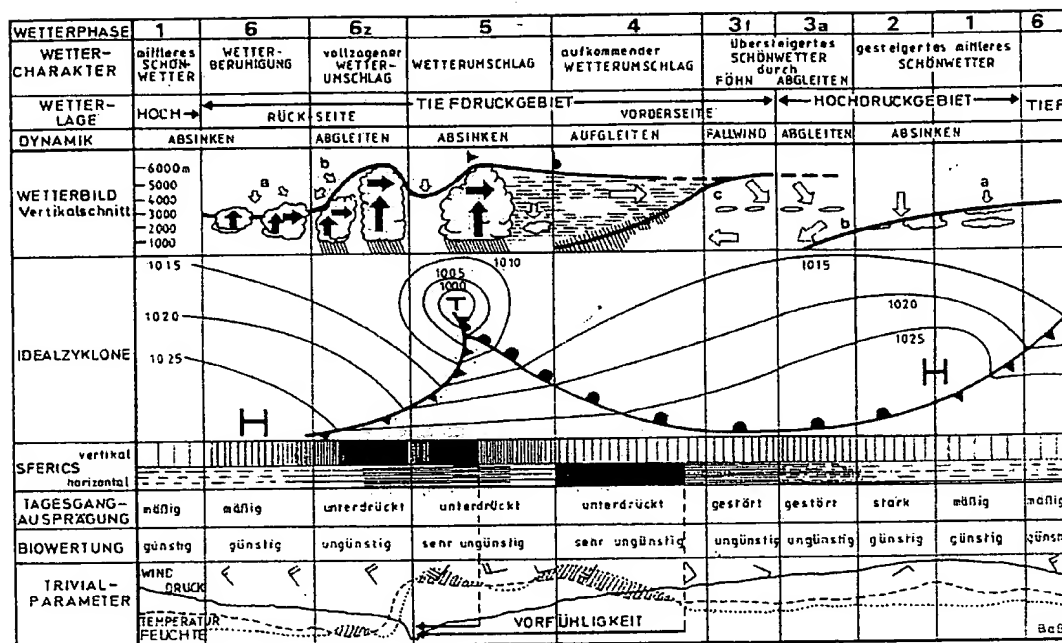 WETTERPHASE 1 6 6z 5 4 3f 3a 2 1 6
WETTER-CHARAKTER
mittleres SCHÖN-WETTER
WETTER-BERUHIGUNG
vollzogener WETTER-UMSCHLAG
WETTERUMSCHLAG
aufkommender WETTERUMSCHLAG
übersteigertes SCHÖNWETTER durch
FÖHN ABGLEITEN
gesteigertes mittleres SCHÖNWETTER
WETTER-LAGE
HOCH
TIEFDRUCKGEBIET
RÜCKSEITE VORDERSEITE
HOCHDRUCKGEBIET
TIEF
DYNAMIK ABSINKEN ABGLEITEN ABSINKEN AUFGLEITEN FALLWIND ABGLEITEN ABSINKEN
WETTERBILD
Vertikalschnitt
6000m
5000
4000
3000
2000
1000
a b c b a
IDEALZYKLONE
1015
1020
1025
H
1010
1005
1000
T
1015
1020
1025
H
SFERICS
vertikal
horizontal
TAGESGANG-AUSPRÄGUNG mäßig mäßig unterdrückt unterdrückt unterdrückt gestört gestört stark mäßig mäßig
BIOWERTUNG günstig günstig ungünstig sehr ungünstig sehr ungünstig ungünstig ungünstig günstig günstig günsti
TRIVIAL-PARAMETER
WIND
DRUCK
TEMPERATUR
FEUCHTE
VORFÜHLIGKEIT